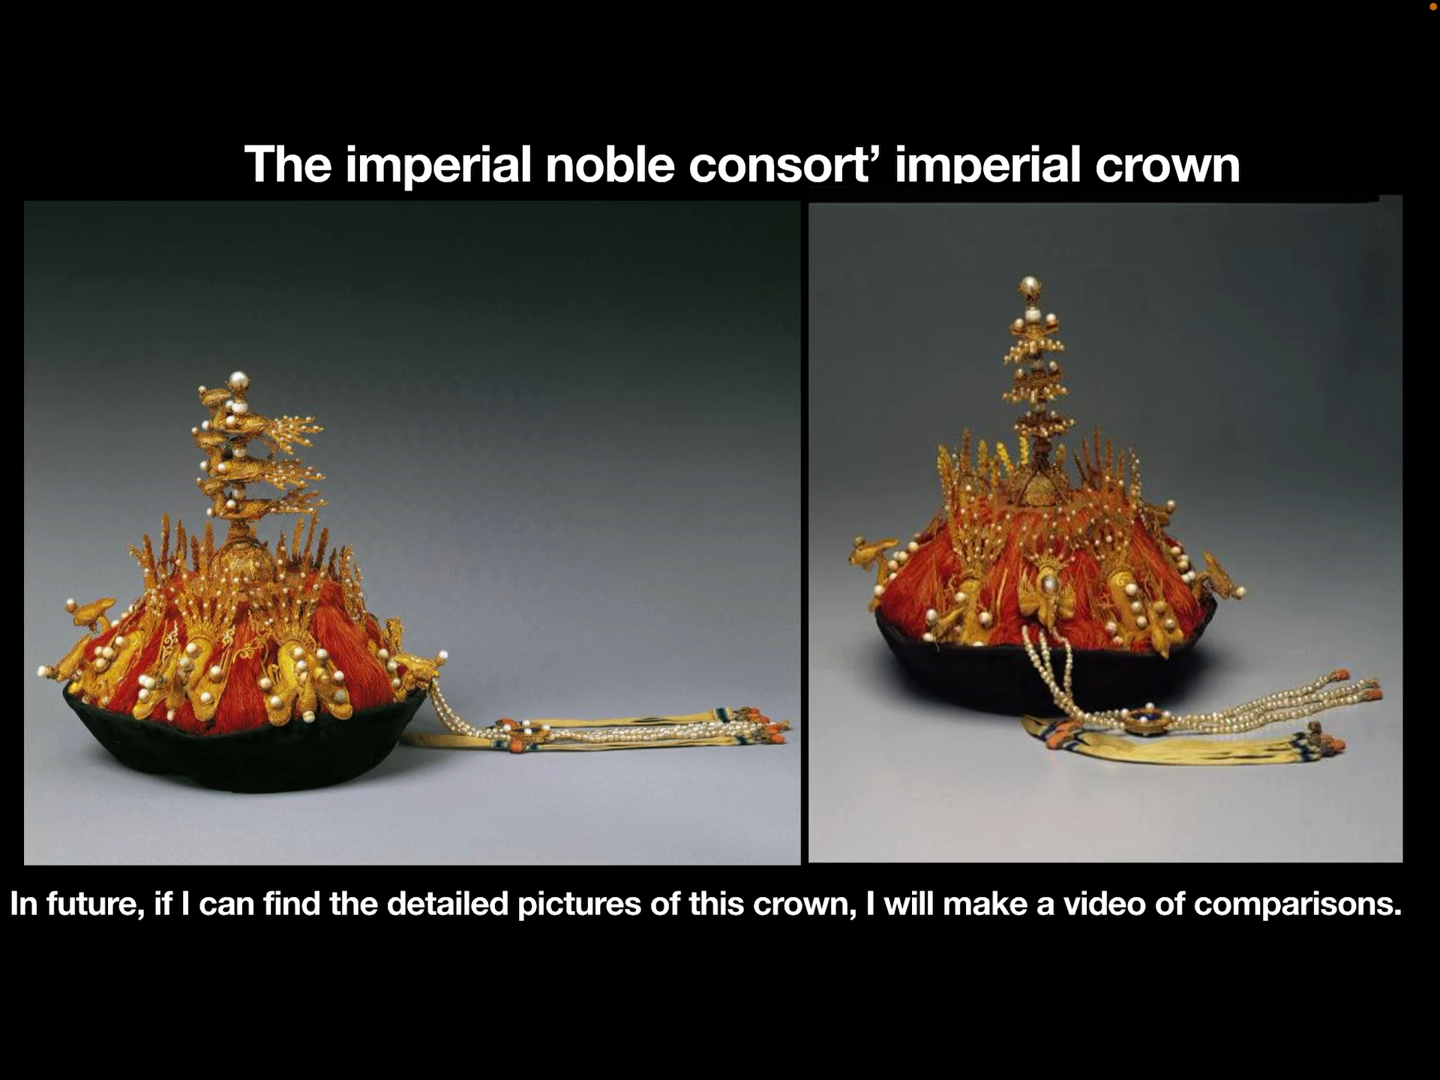 The imperial noble consort’ imperial crown
In future, if I can find the detailed pictures of this crown, I will make a video of comparisons.